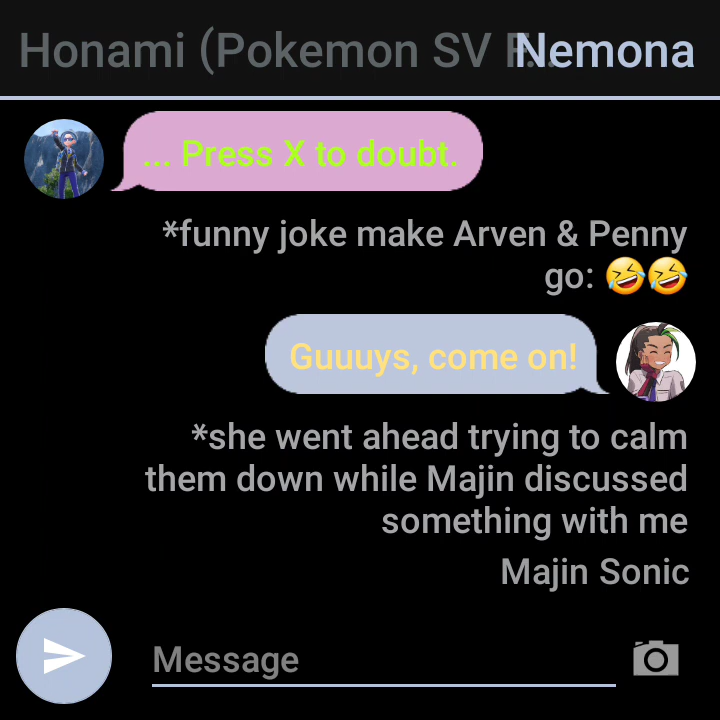 Honami (Pokemon SV F... Nemona
... Press X to doubt.
*funny joke make Arven & Penny
go: 🤣🤣
Guuuys, come on!
*she went ahead trying to calm
them down while Majin discussed
something with me
Majin Sonic
Message